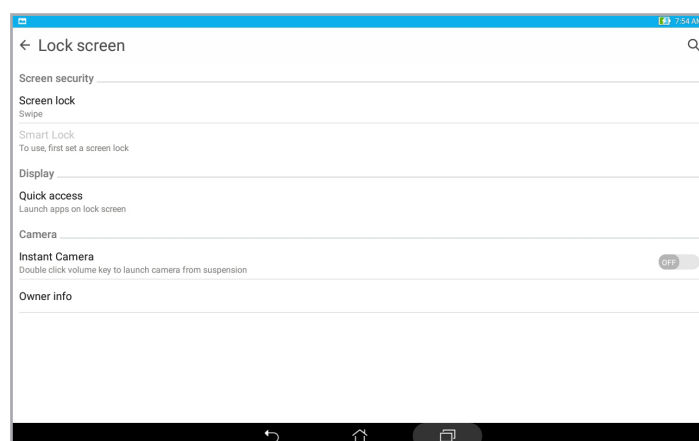 7:54 AM
Lock screen
Screen security
Screen lock
Swipe
Smart Lock
To use, first set a screen lock
Display
Quick access
Launch apps on lock screen
Camera
Instant Camera
Double click volume key to launch camera from suspension
OFF
Owner info